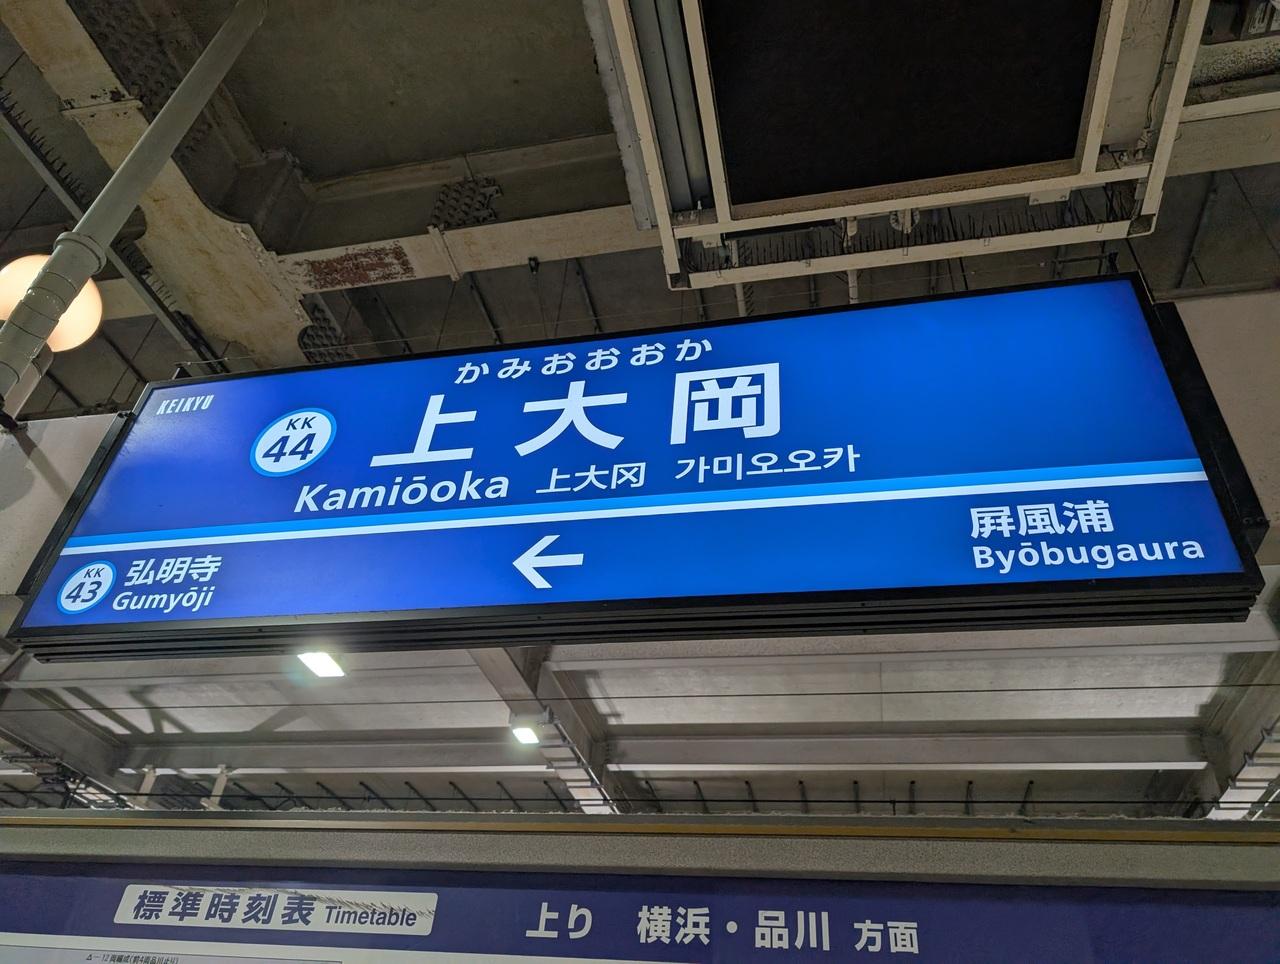 KEIKYU
かみおおおか
KK
44
上大岡
Kamiōoka 上大冈 가미오오카
KK
43
弘明寺
Gumyōji
←
屛風浦
Byōbugaura
標準時刻表 Timetable
上り 横浜・品川 方面